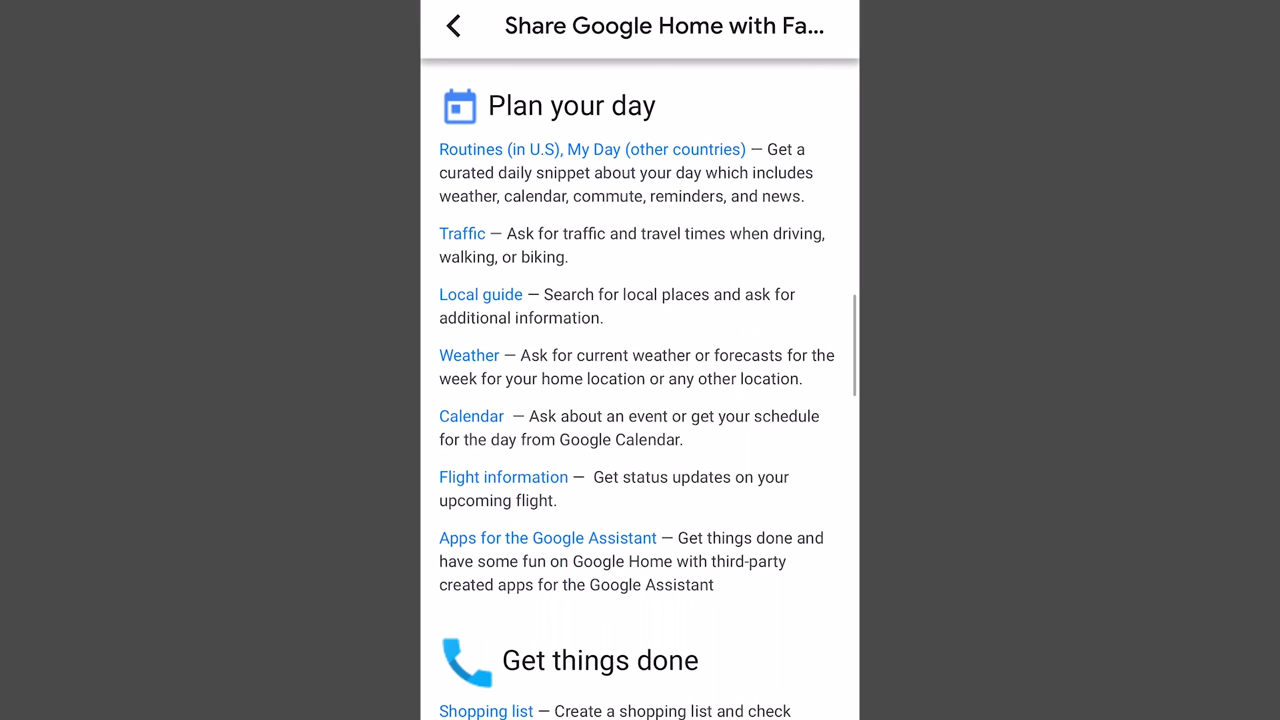 Share Google Home with Fa...
Plan your day
Routines (in U.S), My Day (other countries) — Get a
curated daily snippet about your day which includes
weather, calendar, commute, reminders, and news.
Traffic — Ask for traffic and travel times when driving,
walking, or biking.
Local guide — Search for local places and ask for
additional information.
Weather — Ask for current weather or forecasts for the
week for your home location or any other location.
Calendar — Ask about an event or get your schedule
for the day from Google Calendar.
Flight information — Get status updates on your
upcoming flight.
Apps for the Google Assistant — Get things done and
have some fun on Google Home with third-party
created apps for the Google Assistant
Get things done
Shopping list — Create a shopping list and check